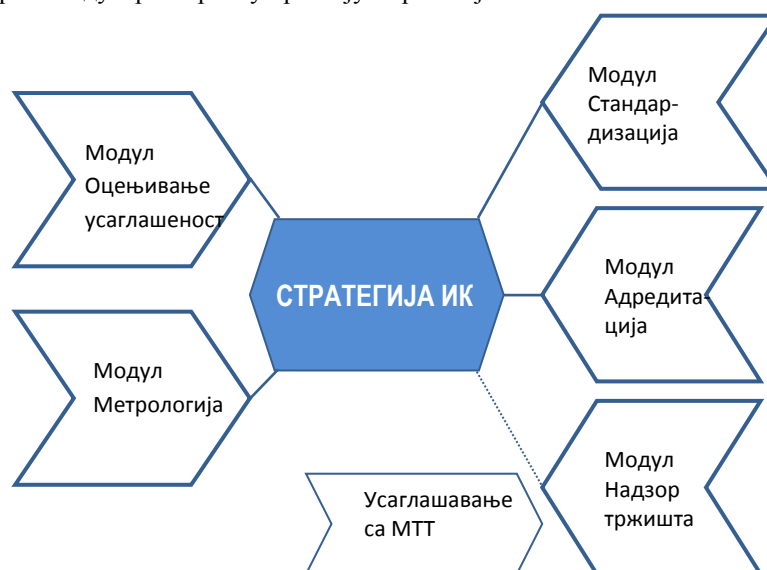 Модул
Стандар-
дизација
Модул
Оцењивање
усаглашеност
СТРАТЕГИЈА ИК
Модул
Адредита-
ција
Модул
Метрологија
Модул
Надзор
тржишта
Усаглашавање
са МТТ